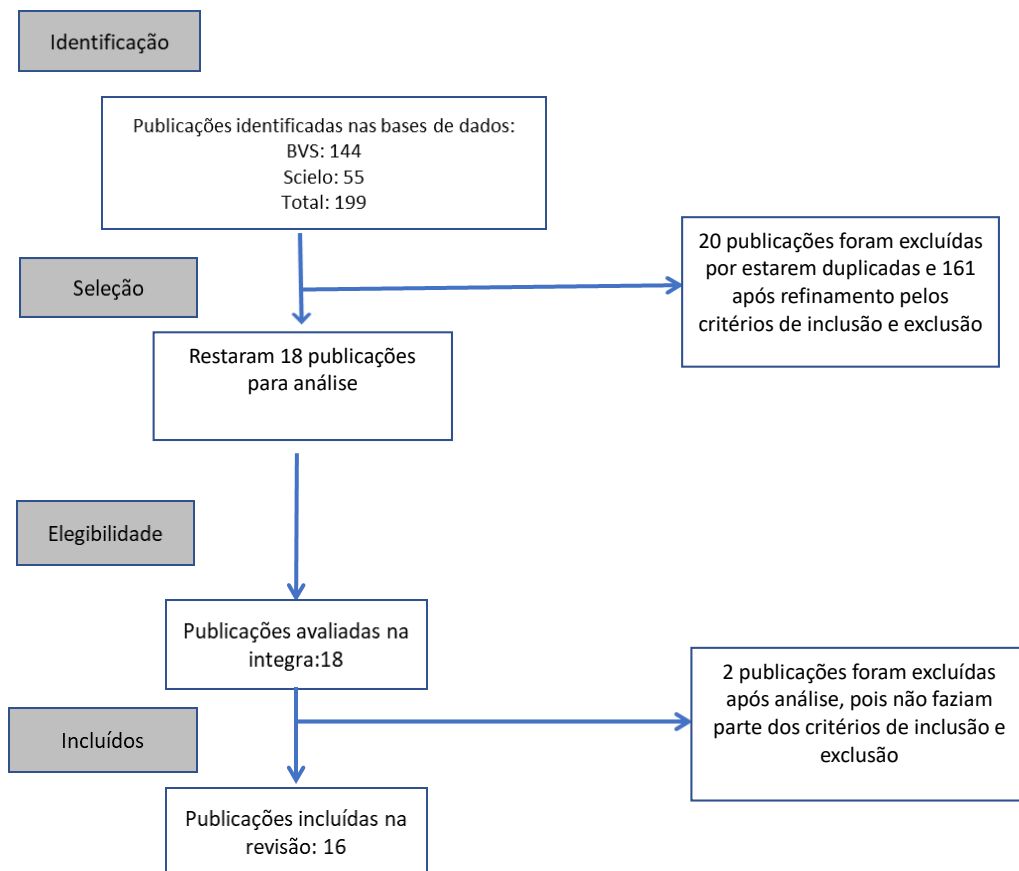 Identificação
Publicações identificadas nas bases de dados:
BVS: 144
Scielo: 55
Total: 199
20 publicações foram excluídas
por estarem duplicadas e 161
após refinamento pelos
critérios de inclusão e exclusão
Seleção
Restaram 18 publicações
para análise
Elegibilidade
Publicações avaliadas na
integra:18
2 publicações foram excluídas
após análise, pois não faziam
parte dos critérios de inclusão e
exclusão
Incluídos
Publicações incluídas na
revisão: 16